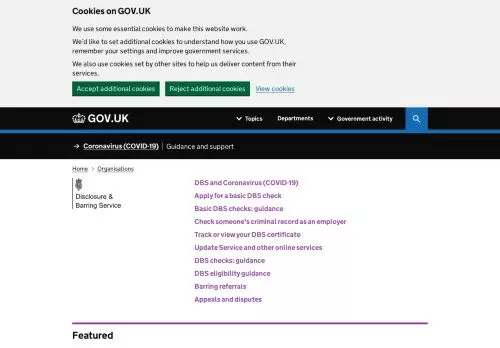 Cookies on GOV.UK
We use some essential cookies to make this website work.
We'd like to set additional cookies to understand how you use GOV.UK,
remember your settings and improve government services.
We also use cookies set by other sites to help us deliver content from their
services.
Accept additional cookies Reject additional cookies View cookies
GOV.UK Topics Departments Government activity
→ Coronavirus (COVID-19) | Guidance and support
Home > Organisations
Disclosure &
Barring Service
DBS and Coronavirus (COVID-19)
Apply for a basic DBS check
Basic DBS checks: guidance
Check someone's criminal record as an employer
Track or view your DBS certificate
Update Service and other online services
DBS checks: guidance
DBS eligibility guidance
Barring referrals
Appeals and disputes
Featured